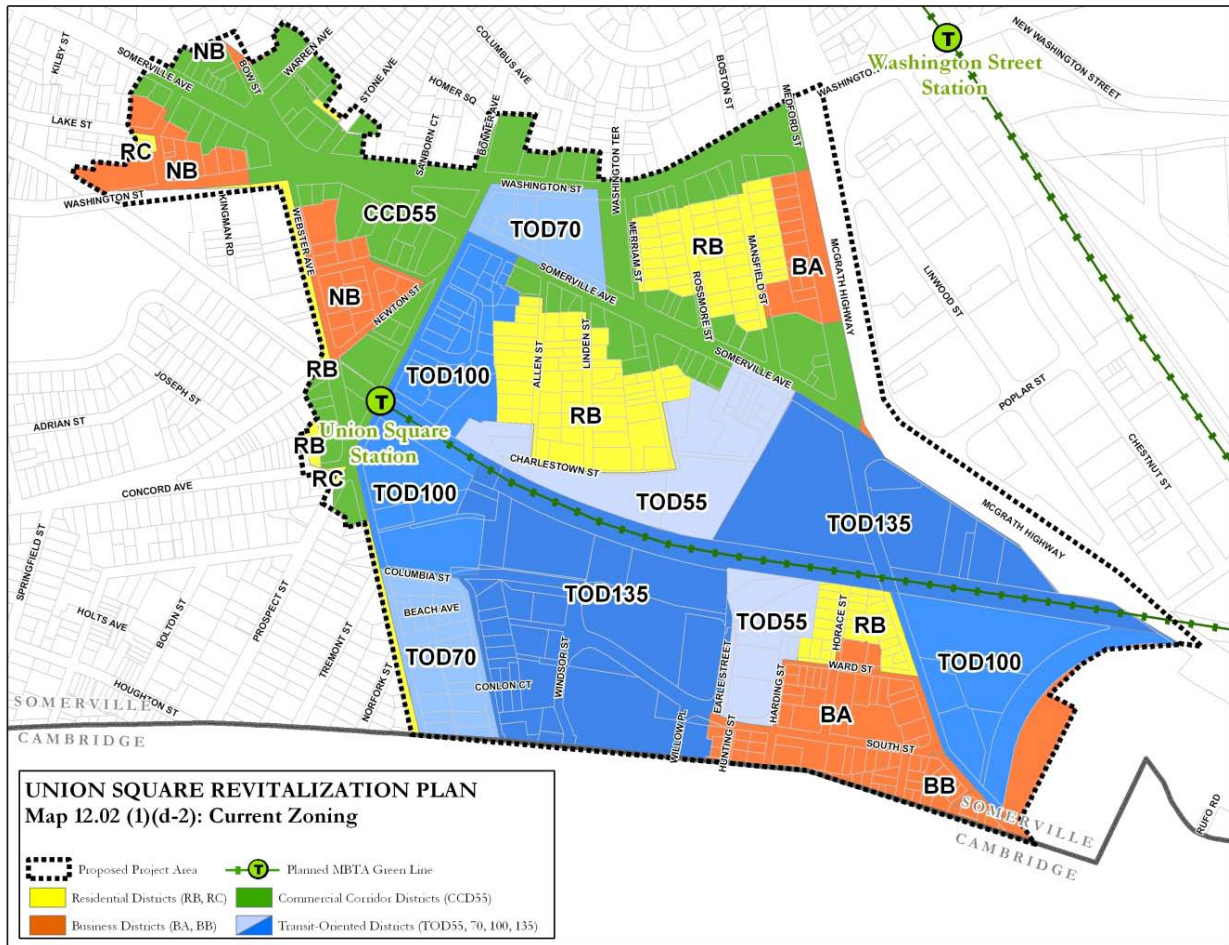 KILBY ST
SOMERVILLE AVE
NB
BOW ST
WARREN AVE
STONE AVE
COLUMBUS AVE
HOMER SQ
SANBORN CT
BONNER AVE
BOSTON ST
MEDFORD ST
WASHINGTON
Washington Street
Station
NEW WASHINGTON STREET
LAKE ST
RC
NB
WASHINGTON ST
KINGMAN RD
WEBSTER AVE
CCD55
WASHINGTON ST
TOD70
WASHINGTON TER
MERRIAM ST
RB
ROSSMORE ST
MANSFIELD ST
BA
MCGRATH HIGHWAY
LINWOOD ST
NB
NEWTON ST
SOMERVILLE AVE
ALLEN ST
LINDEN ST
SOMERVILLE AVE
POPLAR ST
CHESTNUT ST
JOSEPH ST
ADRIAN ST
RB
TOD100
RB
T
Union Square
Station
RB
RC
CONCORD AVE
CHARLESTOWN ST
TOD100
TOD55
TOD135
MCGRATH HIGHWAY
SPRINGFIELD ST
HOLTS AVE
BOLTON ST
PROSPECT ST
TREMONT ST
HOUGHTON ST
NORFORK ST
COLUMBIA ST
BEACH AVE
TOD70
CONLON CT
WINDSOR ST
TOD135
TOD55
EARLE STREET
HARDING ST
HORACE ST
RB
WARD ST
TOD100
BA
SOUTH ST
WILLOW PL
HUNTING ST
BB
SOMERVILLE
CAMBRIDGE
SOMERVILLE
CAMBRIDGE
RUFO RD
T
UNION SQUARE REVITALIZATION PLAN
Map 12.02 (1)(d-2): Current Zoning
Proposed Project Area
T
Planned MBTA Green Line
Residential Districts (RB, RC)
Commercial Corridor Districts (CCD55)
Business Districts (BA, BB)
Transit-Oriented Districts (TOD55, 70, 100, 135)